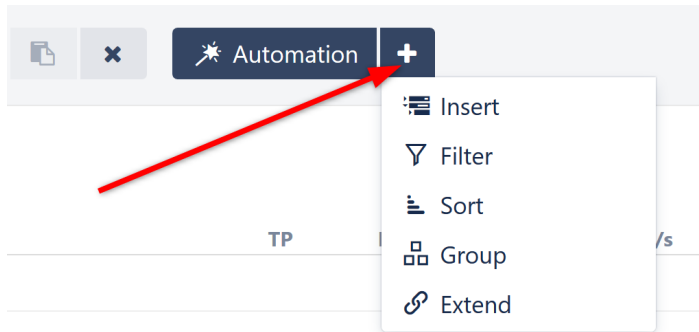 Automation
Insert
Filter
Sort
TP
/s
Group
Extend